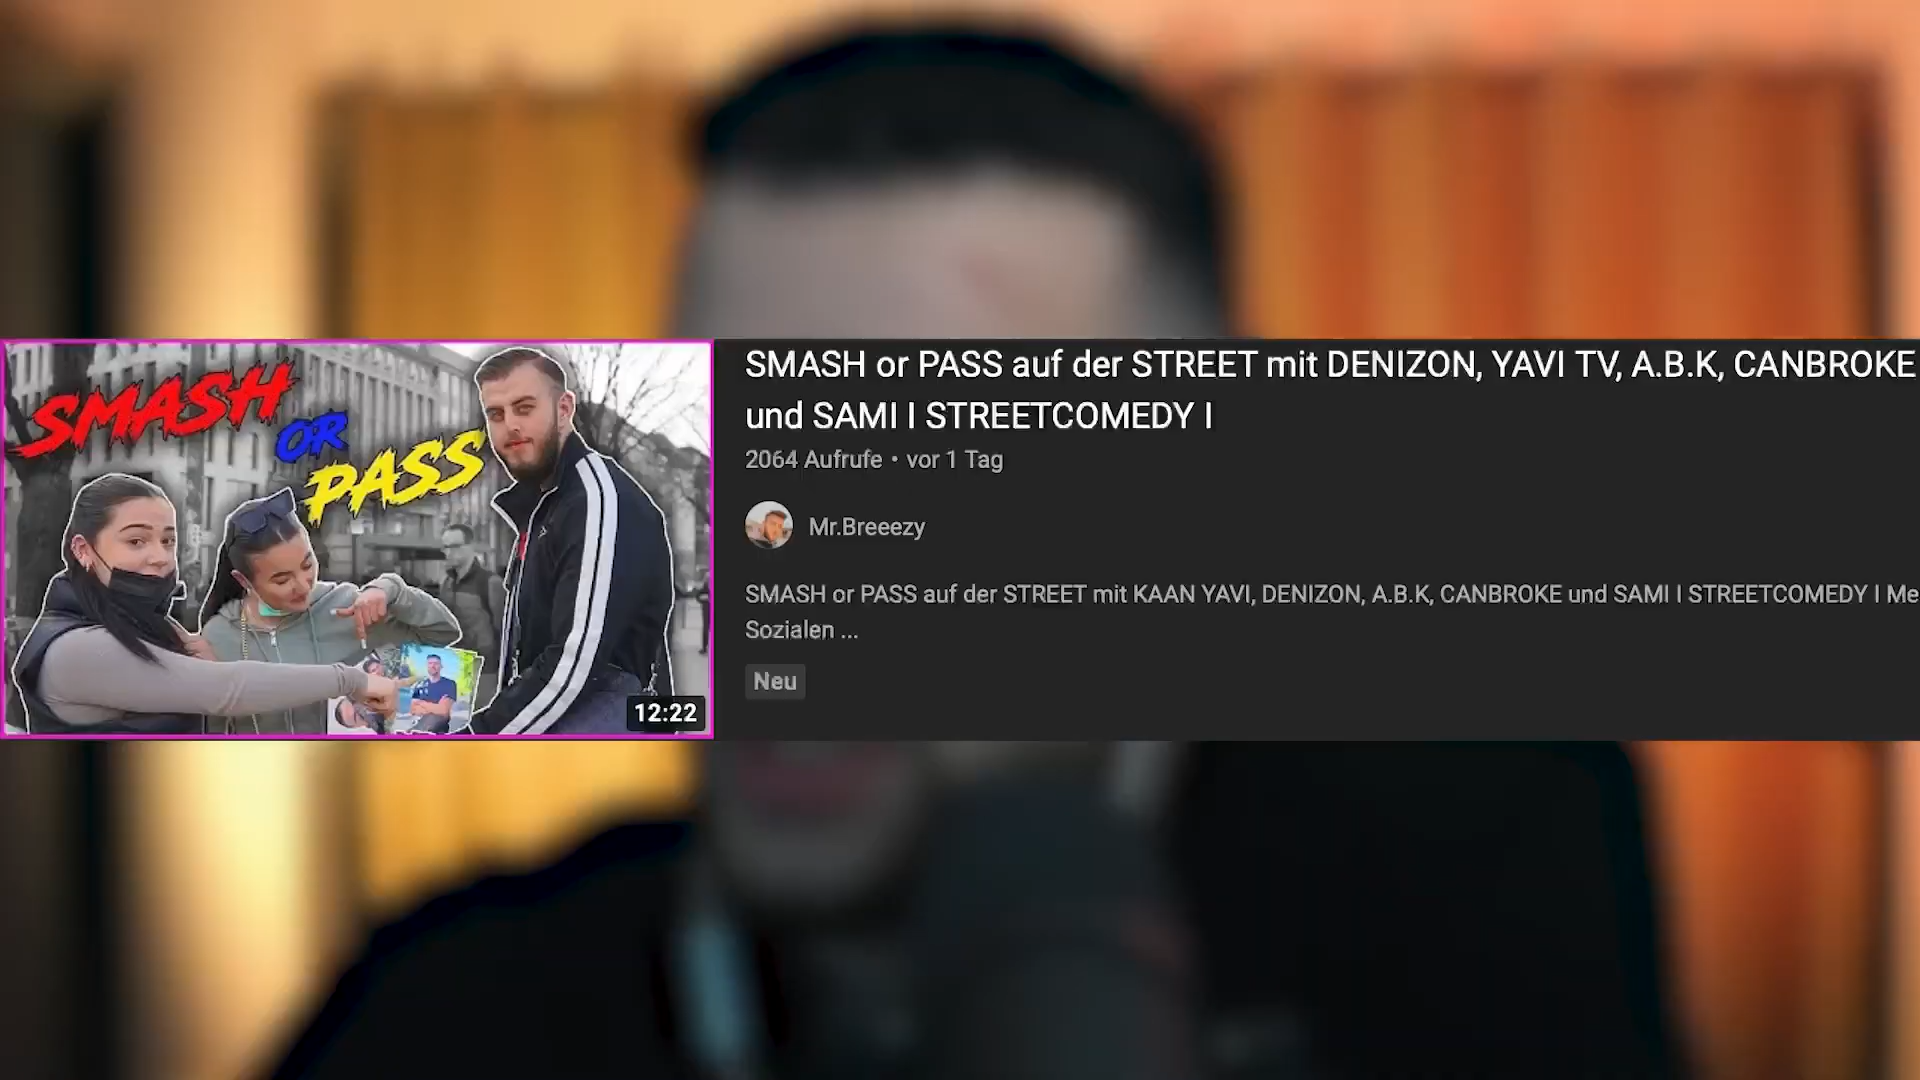 SMASH
OR
PASS
12:22
SMASH or PASS auf der STREET mit DENIZON, YAVI TV, A.B.K, CANBROKE
und SAMI I STREETCOMEDY I
2064 Aufrufe • vor 1 Tag
Mr.Breeezy
SMASH or PASS auf der STREET mit KAAN YAVI, DENIZON, A.B.K, CANBROKE und SAMI I STREETCOMEDY I Me
Sozialen ...
Neu